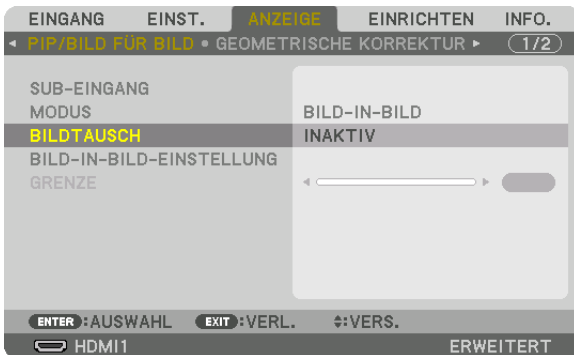 EINGANG EINST. ANZEIGE EINRICHTEN INFO.
◂ PIP/BILD FÜR BILD • GEOMETRISCHE KORREKTUR ▸ 1/2
SUB-EINGANG
MODUS BILD-IN-BILD
BILDTAUSCH INAKTIV
BILD-IN-BILD-EINSTELLUNG
GRENZE
ENTER:AUSWAHL EXIT:VERL. :VERS.
HDMI1 ERWEITERT